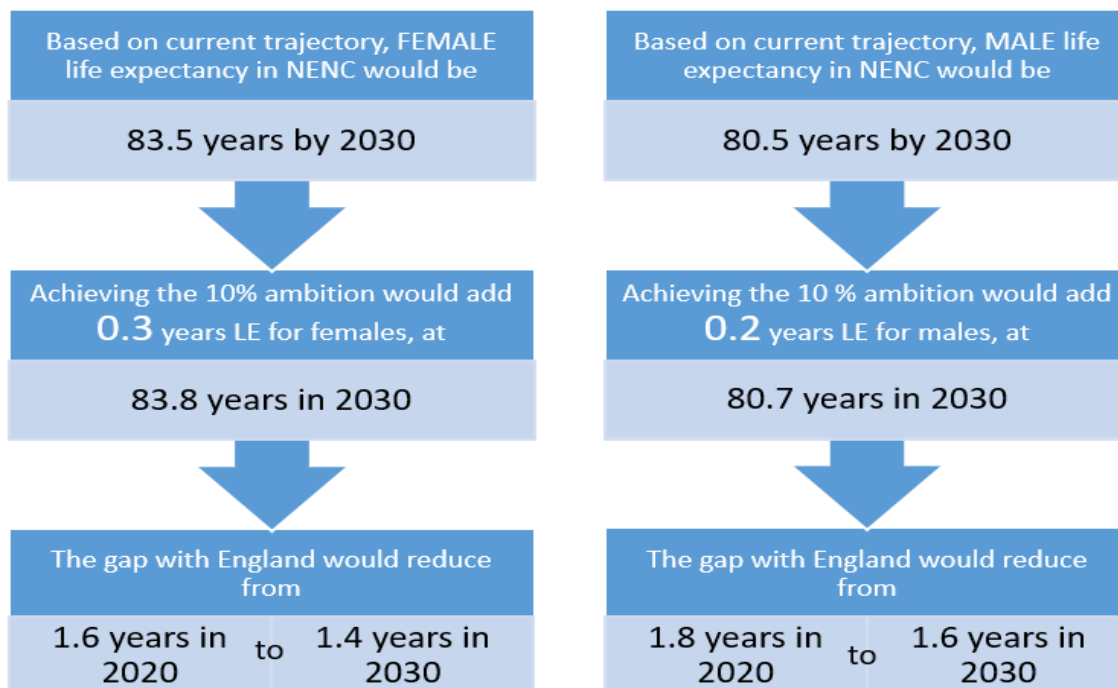 Based on current trajectory, FEMALE
life expectancy in NENC would be
83.5 years by 2030
Achieving the 10% ambition would add
0.3 years LE for females, at
83.8 years in 2030
The gap with England would reduce
from
1.6 years in
2020
to
1.4 years in
2030
Based on current trajectory, MALE life
expectancy in NENC would be
80.5 years by 2030
Achieving the 10 % ambition would add
0.2 years LE for males, at
80.7 years in 2030
The gap with England would reduce
from
1.8 years in
2020
to
1.6 years in
2030